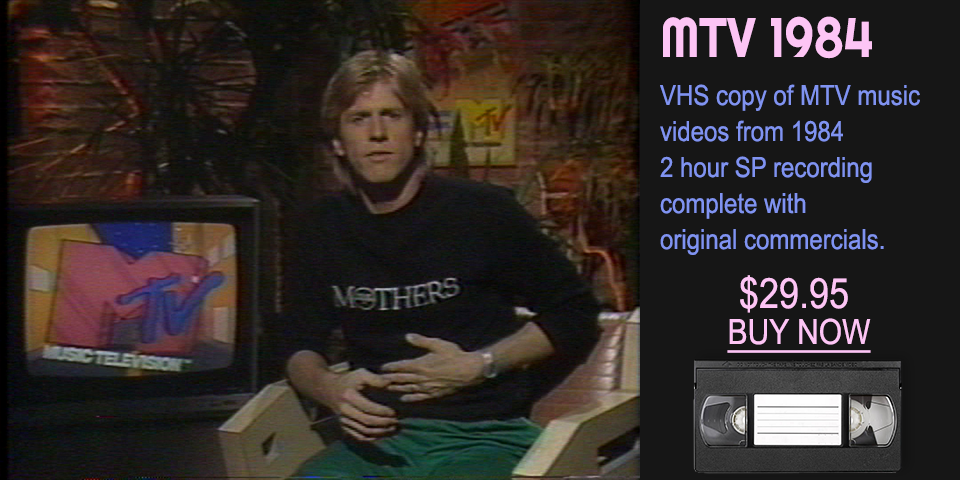 MTV
MUSIC TELEVISION™
MTV
MOTHERS
MTV 1984
VHS copy of MTV music
videos from 1984
2 hour SP recording
complete with
original commercials.
$29.95
BUY NOW